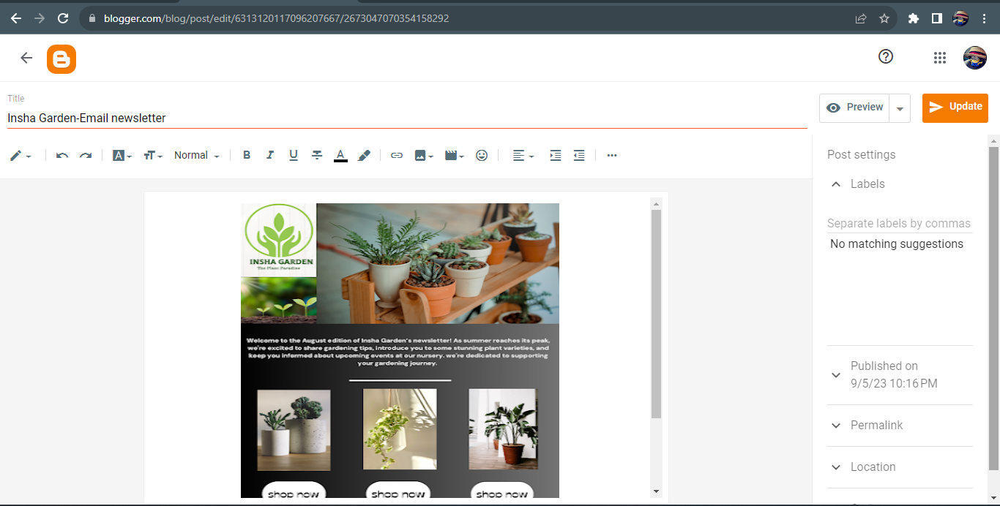 blogger.com/blog/post/edit/6313120117096207667/2673047070354158292
Title
Insha Garden-Email newsletter
Preview
Update
Normal
B I U A
Post settings
Labels
Separate labels by commas
No matching suggestions
Published on
9/5/23 10:16 PM
Permalink
Location
INSHA GARDEN
The Plant Paradise
Welcome to the August edition of Insha Garden's newsletter! As summer reaches its peak,
we're excited to share gardening tips, introduce you to some stunning plant varieties, and
keep you informed about upcoming events at our nursery. we're dedicated to supporting
your gardening journey.
shop now
shop now
shop now